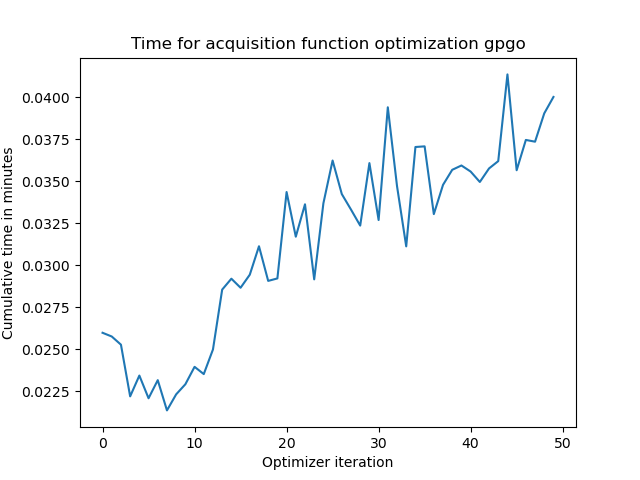 Time for acquisition function optimization gpgo
Cumulative time in minutes
0.0400
0.0375
0.0350
0.0325
0.0300
0.0275
0.0250
0.0225
0 10 20 30 40 50
Optimizer iteration